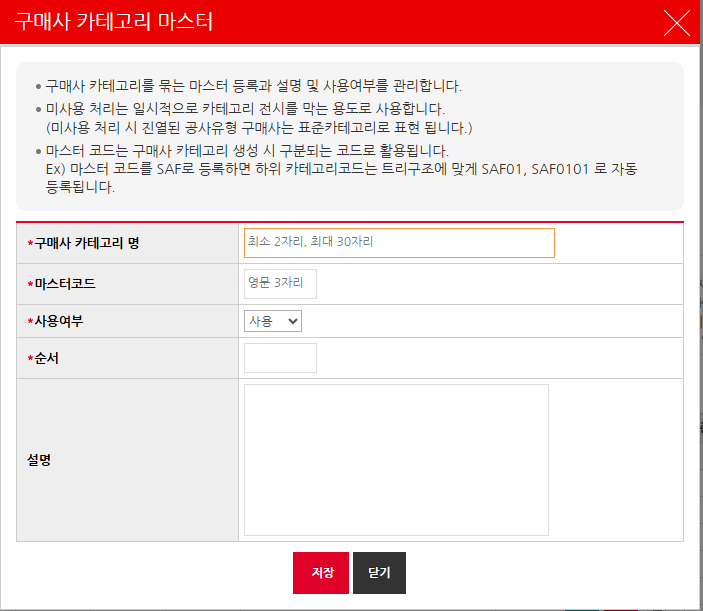 구매사 카테고리 마스터
구매사 카테고리를 묶는 마스터 등록과 설명 및 사용여부를 관리합니다.
미사용 처리는 일시적으로 카테고리 전시를 막는 용도로 사용합니다.
(미사용 처리 시 진열된 공사유형 구매사는 표준카테고리로 표현 됩니다.)
마스터 코드는 구매사 카테고리 생성 시 구분되는 코드로 활용됩니다.
Ex) 마스터 코드를 SAF로 등록하면 하위 카테고리코드는 트리구조에 맞게 SAF01, SAF0101 로 자동
등록됩니다.
*구매사 카테고리 명
최소 2자리, 최대 30자리
*마스터코드
영문 3자리
*사용여부
사용
*순서
설명
저장
닫기